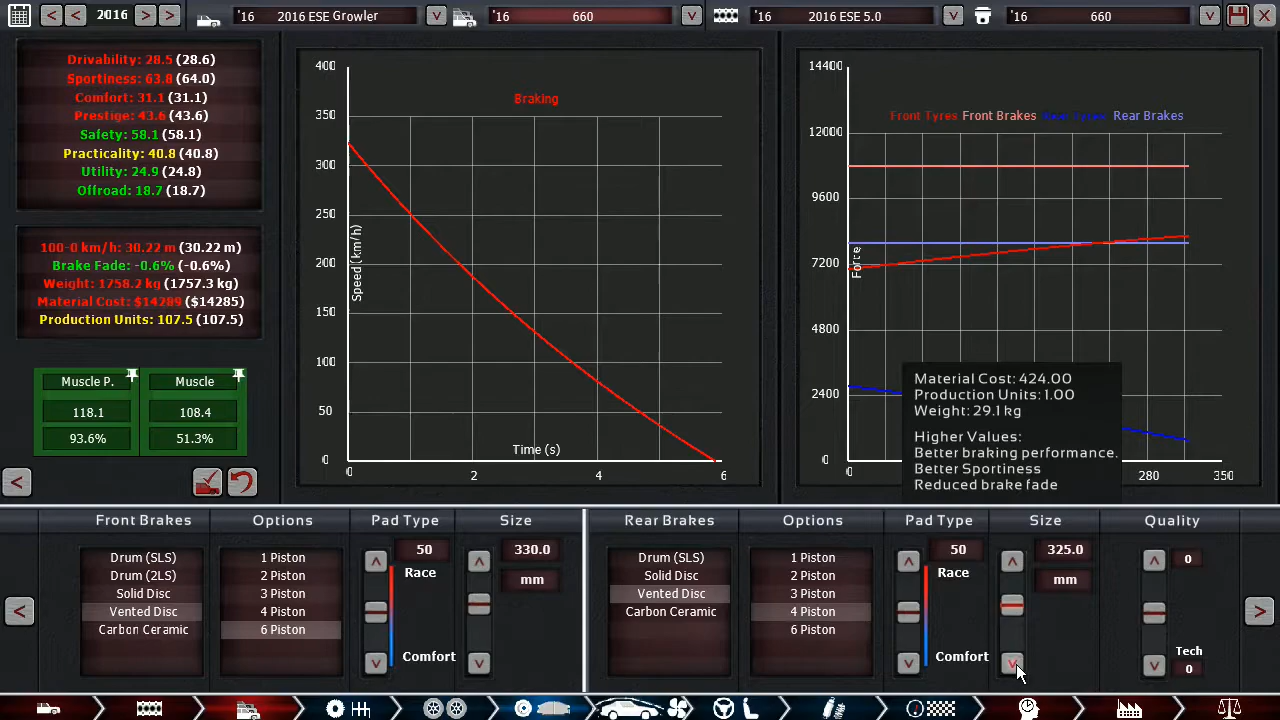 2016
'16 2016 ESE Growler
'16 660
'16 2016 ESE 5.0
'16 660
Drivability: 28.5 (28.6)
Sportiness: 63.8 (64.0)
Comfort: 31.1 (31.1)
Prestige: 43.6 (43.6)
Safety: 58.1 (58.1)
Practicality: 40.8 (40.8)
Utility: 24.9 (24.8)
Offroad: 18.7 (18.7)
100-0 km/h: 30.22 m (30.22 m)
Brake Fade: -0.6% (-0.6%)
Weight: 1758.2 kg (1757.3 kg)
Material Cost: $14289 ($14285)
Production Units: 107.5 (107.5)
Muscle P. Muscle
118.1 108.4
93.6% 51.3%
Braking
400
350
300
250
200
150
100
50
0
Speed (km/h)
Time (s)
0 2 4 6
Front Tyres Front Brakes Rear Tyres Rear Brakes
14400
12000
9600
7200
4800
2400
0
Force
0 280 350
Material Cost: 424.00
Production Units: 1.00
Weight: 29.1 kg
Higher Values:
Better braking performance.
Better Sportiness
Reduced brake fade
Front Brakes Options Pad Type Size
Drum (SLS)
Drum (2LS)
Solid Disc
Vented Disc
Carbon Ceramic
1 Piston
2 Piston
3 Piston
4 Piston
6 Piston
50
Race
Comfort
330.0
mm
Rear Brakes Options Pad Type Size Quality
Drum (SLS)
Solid Disc
Vented Disc
Carbon Ceramic
1 Piston
2 Piston
3 Piston
4 Piston
6 Piston
50
Race
Comfort
325.0
mm
0
Tech
0